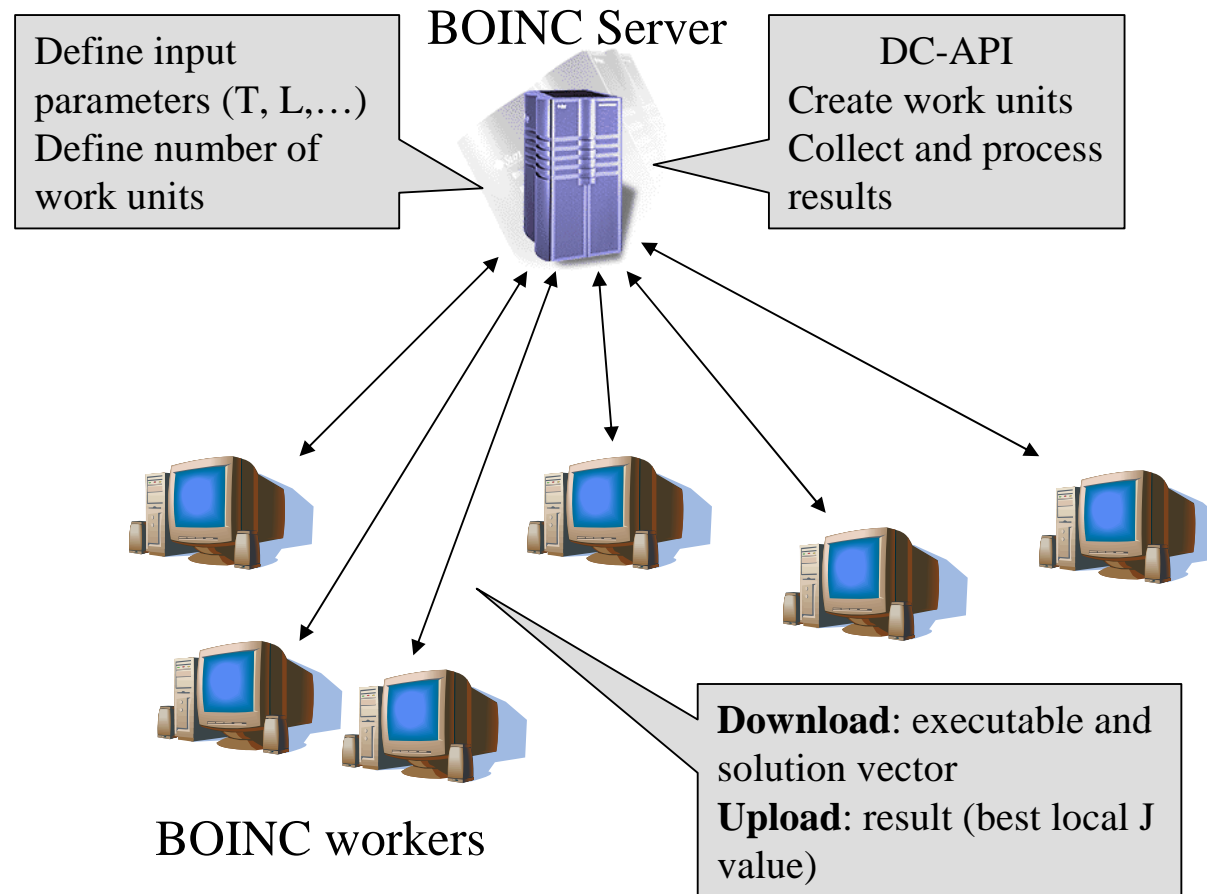 BOINC Server
Define input
parameters (T, L,…)
Define number of
work units
DC-API
Create work units
Collect and process
results
Download: executable and
solution vector
Upload: result (best local J
value)
BOINC workers